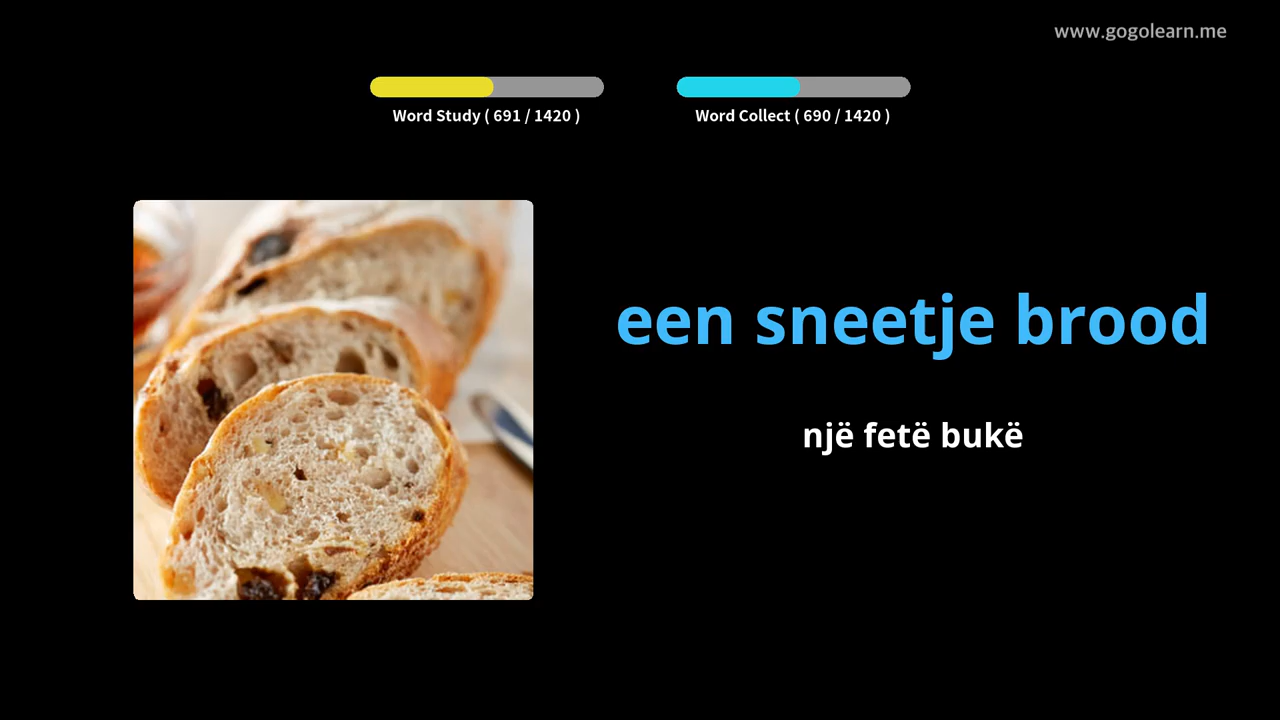 www.gogolearn.me
Word Study ( 691 / 1420 )
Word Collect ( 690 / 1420 )
een sneetje brood
një fetë bukë